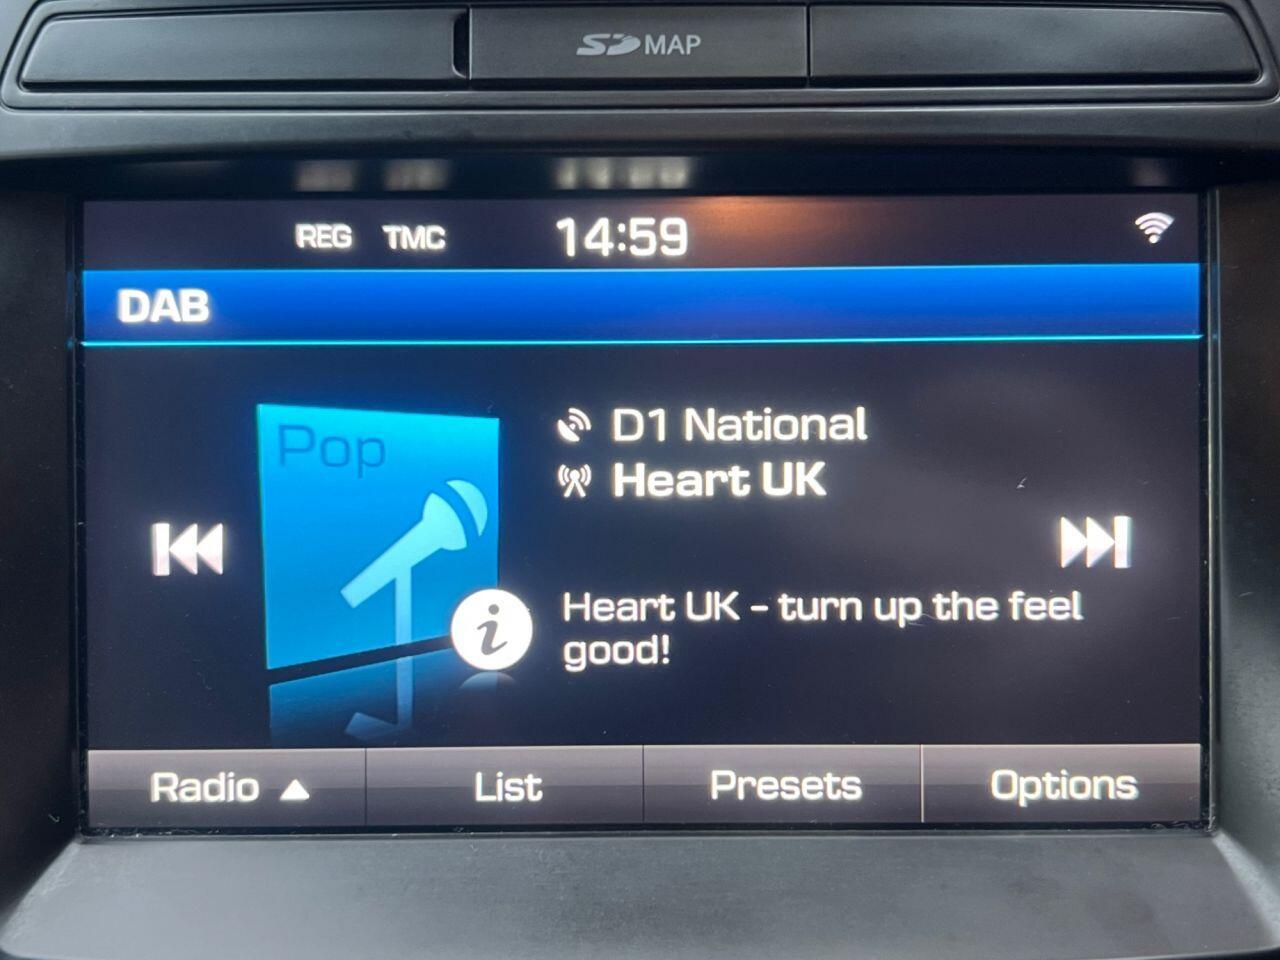 SD MAP
REG TMC 14:59
DAB
Pop
D1 National
Heart UK
Heart UK - turn up the feel
good!
i
Radio ▲ List Presets Options